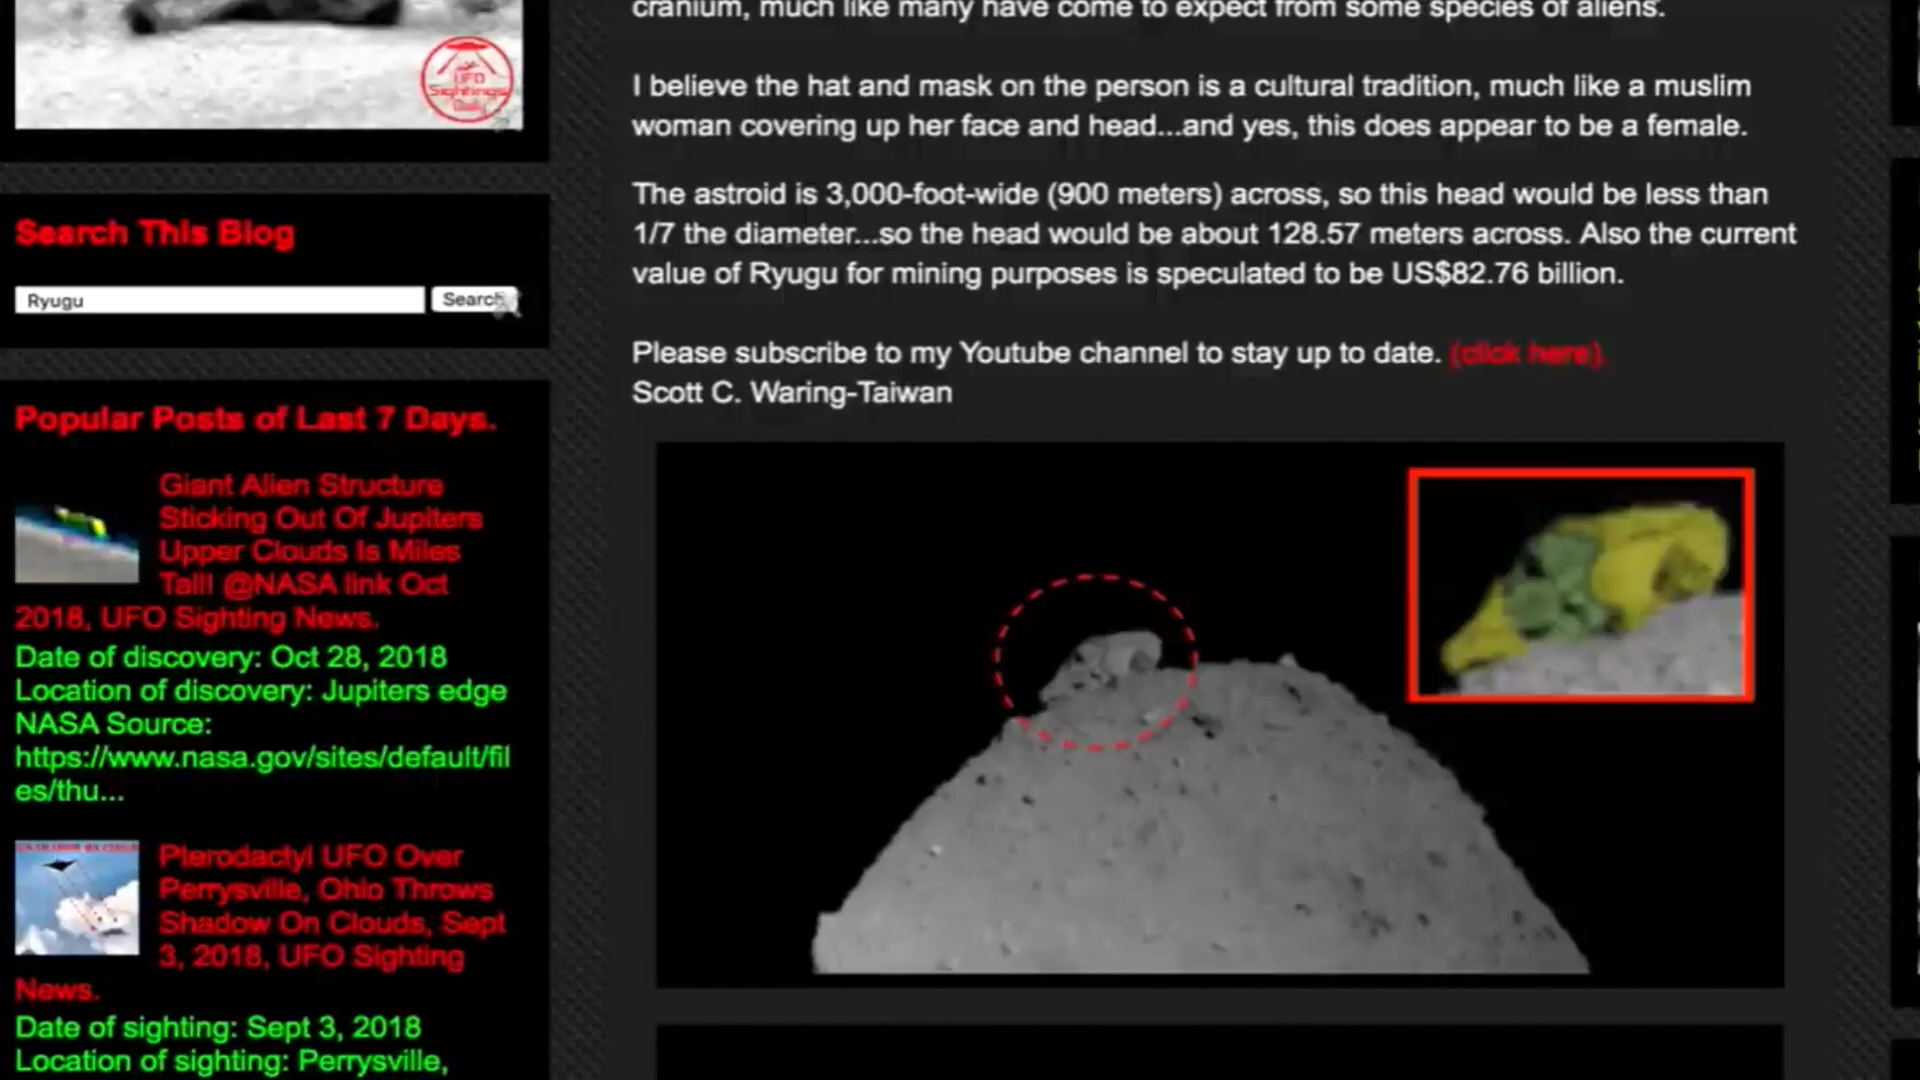 cranium, much like many have come to expect from some species of aliens.
I believe the hat and mask on the person is a cultural tradition, much like a muslim
woman covering up her face and head...and yes, this does appear to be a female.
The astroid is 3,000-foot-wide (900 meters) across, so this head would be less than
1/7 the diameter...so the head would be about 128.57 meters across. Also the current
value of Ryugu for mining purposes is speculated to be US$82.76 billion.
Please subscribe to my Youtube channel to stay up to date. (click here).
Scott C. Waring-Taiwan
UFO
Sightings
Search This Blog
Ryugu
Search
Popular Posts of Last 7 Days.
Giant Alien Structure
Sticking Out Of Jupiters
Upper Clouds Is Miles
Tall! @NASA link Oct
2018, UFO Sighting News.
Date of discovery: Oct 28, 2018
Location of discovery: Jupiters edge
NASA Source:
https://www.nasa.gov/sites/default/fil
es/thu...
Pterodactyl UFO Over
Perrysville, Ohio Throws
Shadow On Clouds, Sept
3, 2018, UFO Sighting
News.
Date of sighting: Sept 3, 2018
Location of sighting: Perrysville,